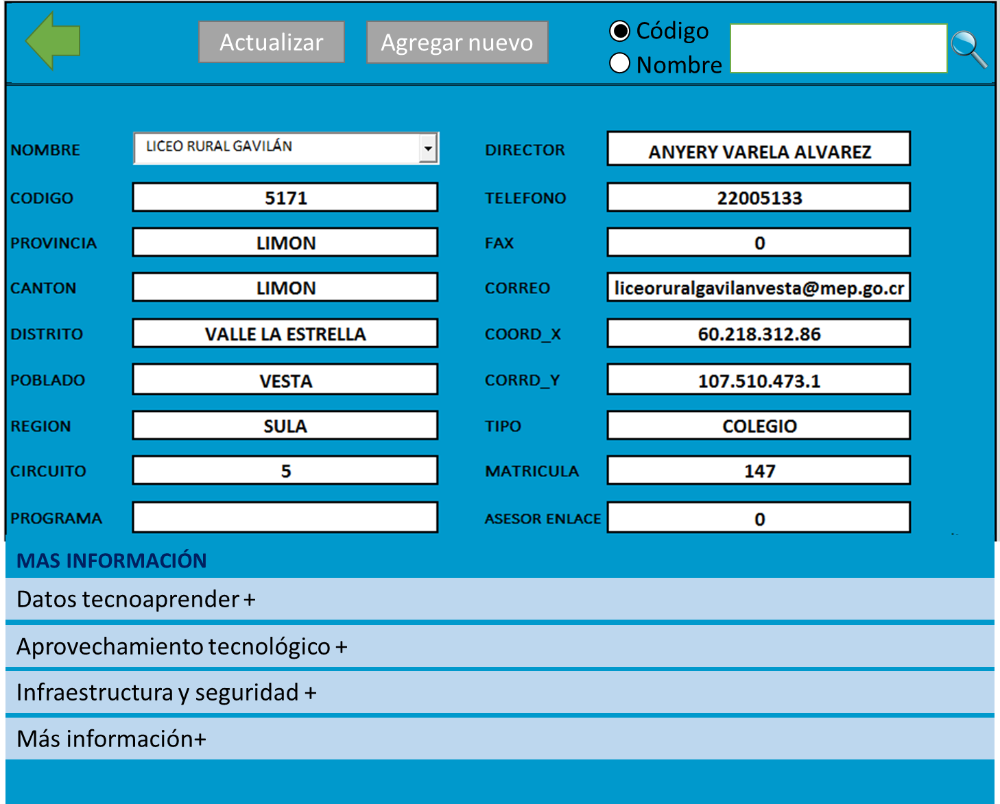 Actualizar Agregar nuevo Código
Nombre
NOMBRE LICEO RURAL GAVILÁN DIRECTOR ANYERY VARELA ALVAREZ
CODIGO 5171 TELEFONO 22005133
PROVINCIA LIMON FAX 0
CANTON LIMON CORREO liceoruralgavilanvesta@mep.go.cr
DISTRITO VALLE LA ESTRELLA COORD_X 60.218.312.86
POBLADO VESTA CORRD_Y 107.510.473.1
REGION SULA TIPO COLEGIO
CIRCUITO 5 MATRICULA 147
PROGRAMA ASESOR ENLACE 0
MAS INFORMACIÓN
Datos tecnoaprender +
Aprovechamiento tecnológico +
Infraestructura y seguridad +
Más información+